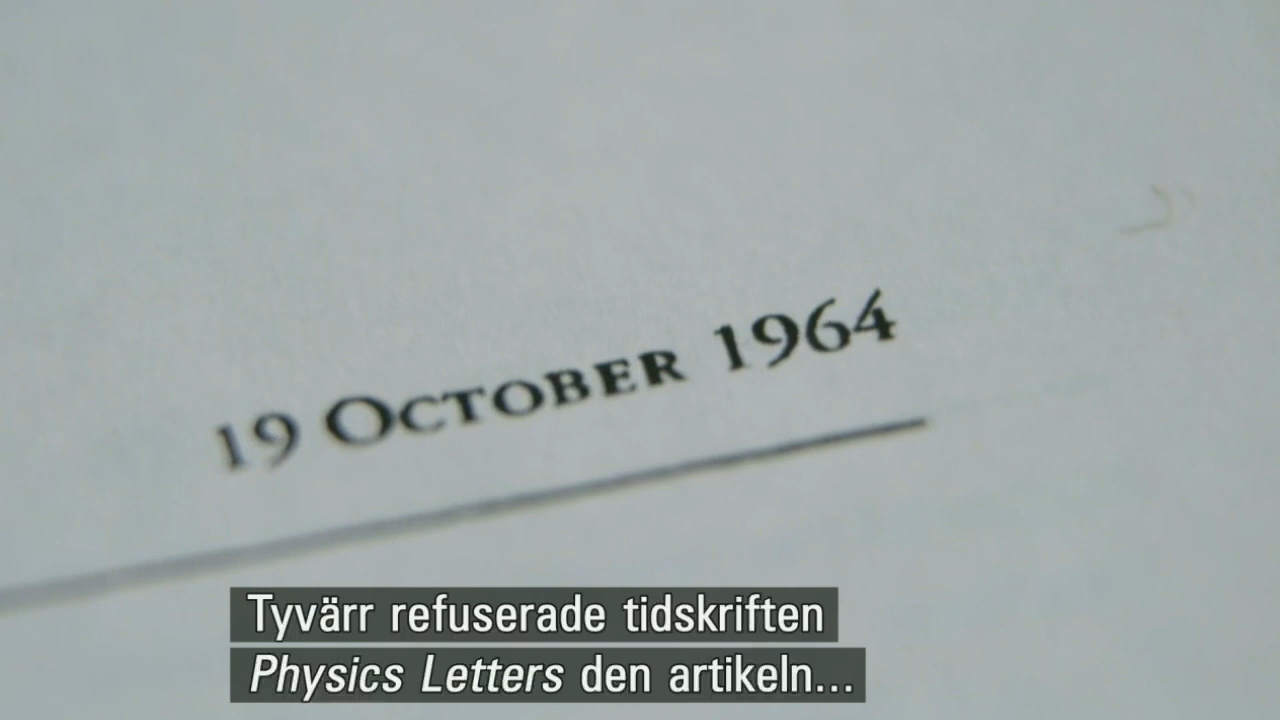 19 OCTOBER 1964
Tyvärr refuserade tidskriften
Physics Letters den artikeln...